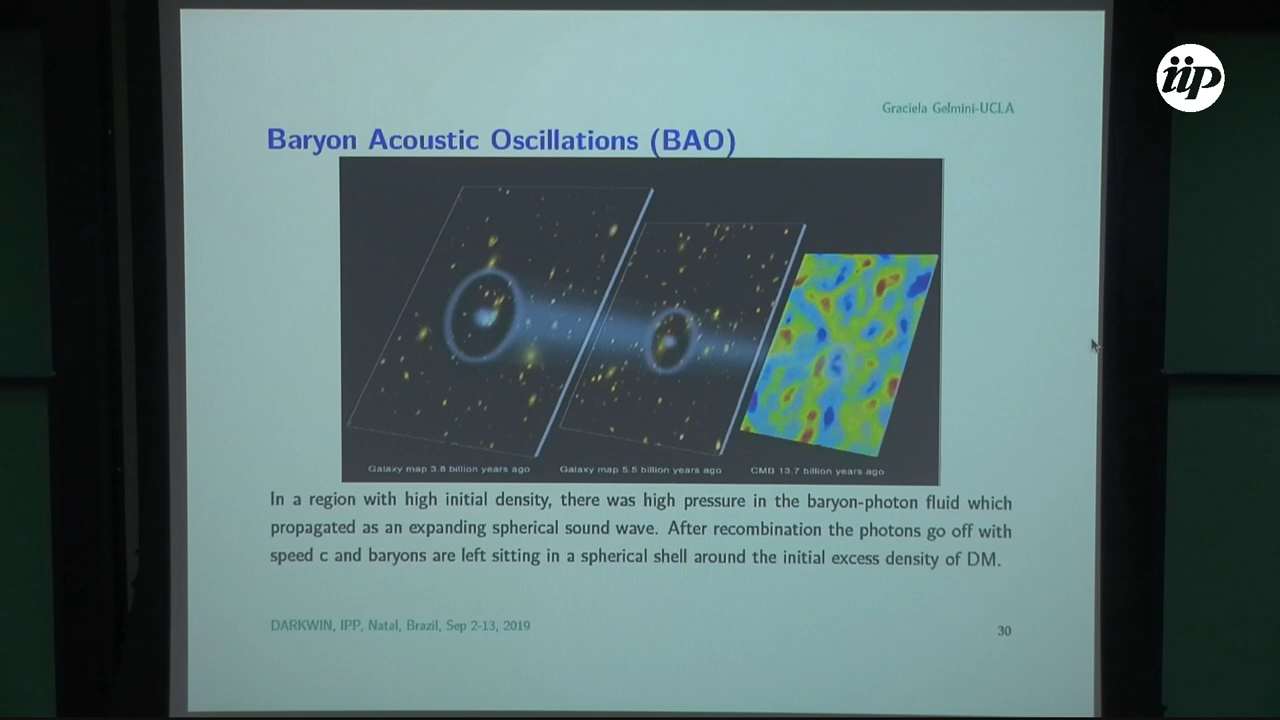 iip
Graciela Gelmini-UCLA
Baryon Acoustic Oscillations (BAO)
Galaxy map 3.8 billion years ago
Galaxy map 5.5 billion years ago
CMB 13.7 billion years ago
In a region with high initial density, there was high pressure in the baryon-photon fluid which
propagated as an expanding spherical sound wave. After recombination the photons go off with
speed c and baryons are left sitting in a spherical shell around the initial excess density of DM.
DARKWIN, IPP, Natal, Brazil, Sep 2-13, 2019
30